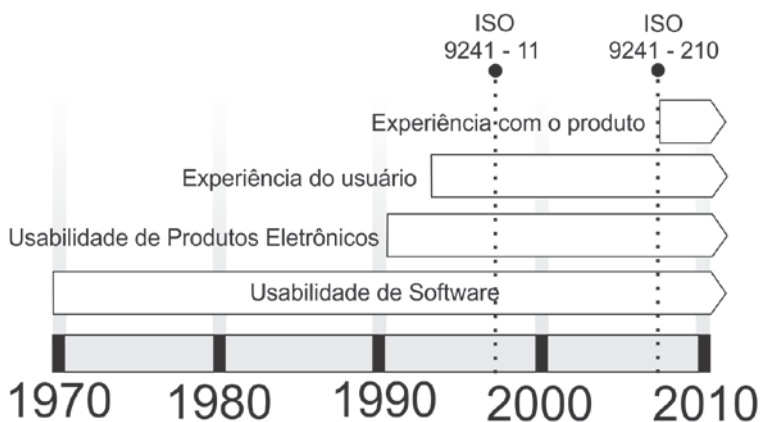 ISO
9241 - 11
ISO
9241 - 210
Experiência com o produto
Experiência do usuário
Usabilidade de Produtos Eletrônicos
Usabilidade de Software
1970
1980
1990
2000
2010